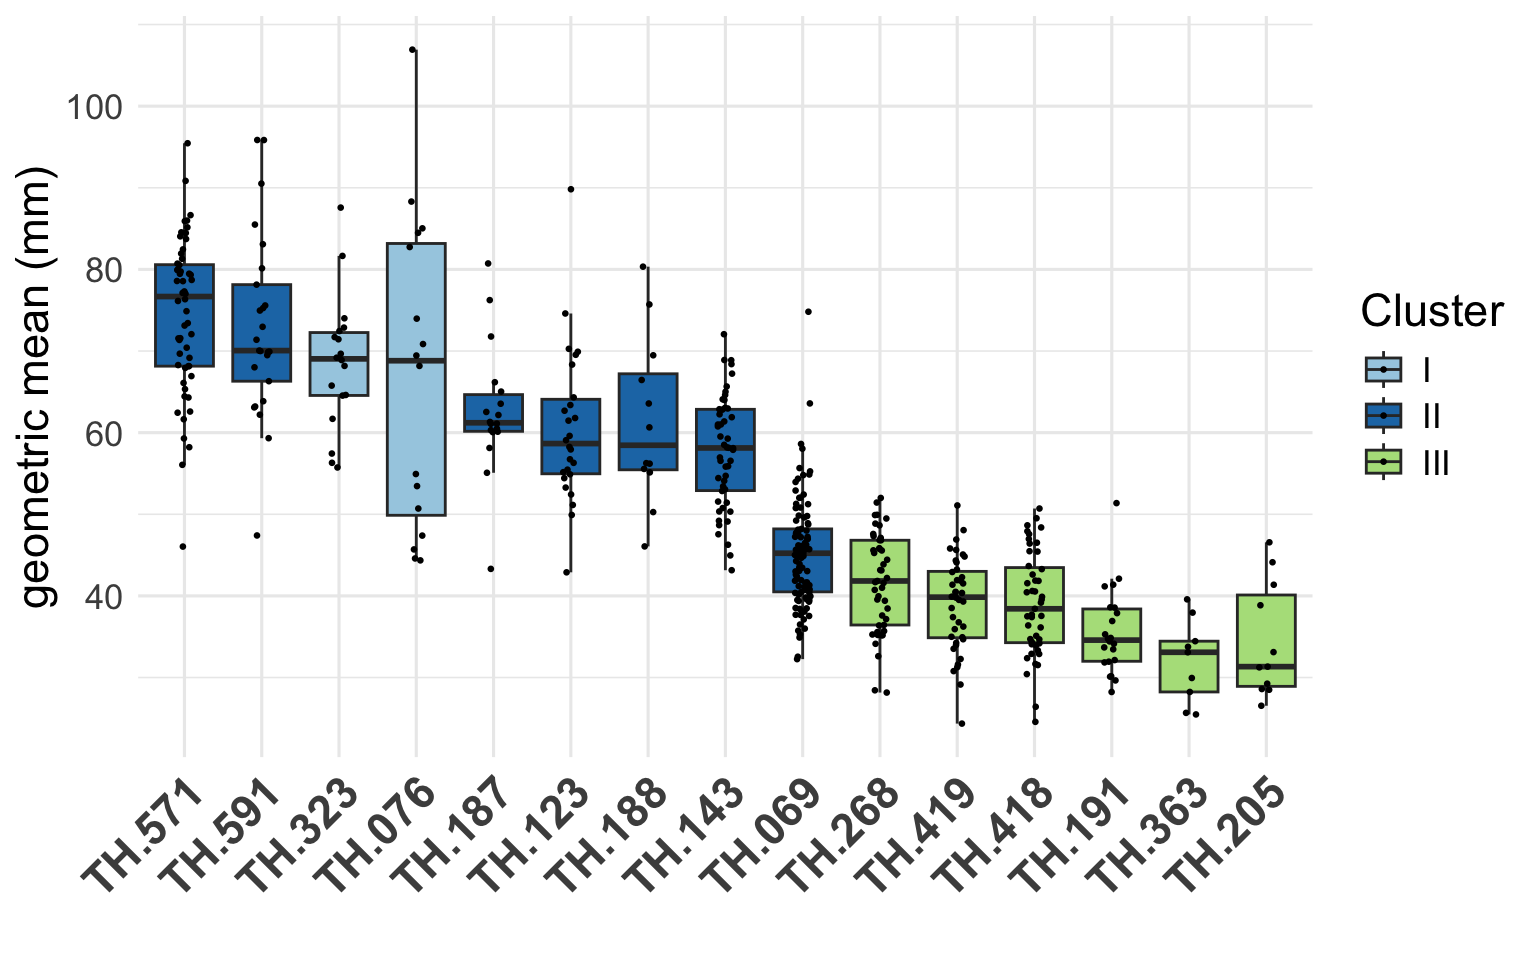 geometric mean (mm)
100
80
60
40
TH.571
TH.591
TH.323
TH.076
TH.187
TH.123
TH.188
TH.143
TH.069
TH.268
TH.419
TH.418
TH.191
TH.363
TH.205
Cluster
I
II
III